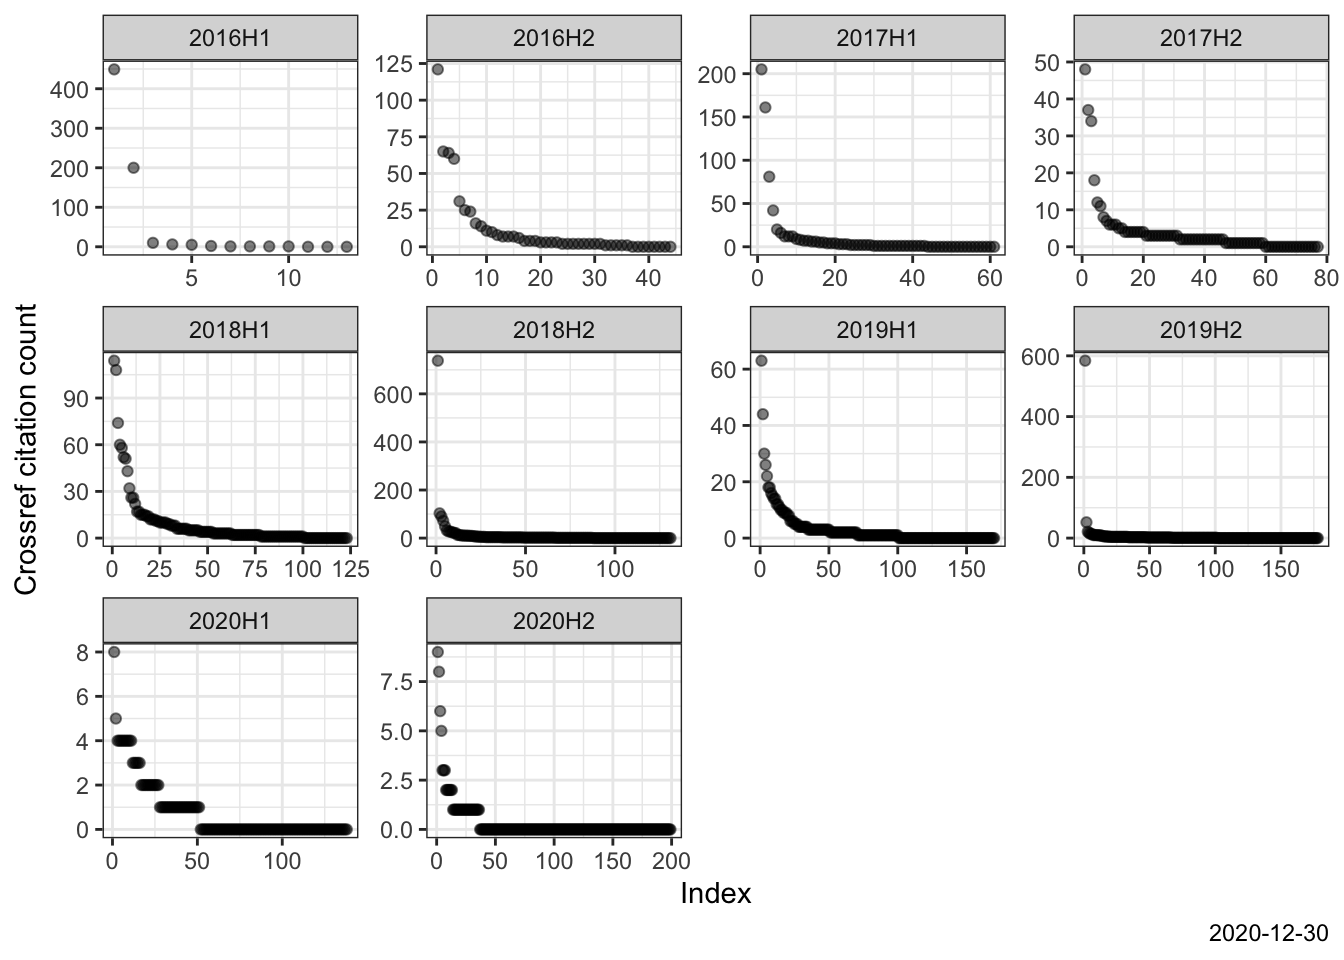 2016H1 2016H2 2017H1 2017H2
400 300 200 100 0
125 100 75 50 25 0
200 150 100 50 0
50 40 30 20 10 0
5 10
0 10 20 30 40
0 20 40 60
0 20 40 60 80
Crossref citation count
2018H1 2018H2 2019H1 2019H2
90 60 30 0
600 400 200 0
60 40 20 0
600 400 200 0
0 25 50 75 100 125
0 50 100
0 50 100 150
0 50 100 150
2020H1 2020H2
8 6 4 2 0
7.5 5.0 2.5 0.0
0 50 100
0 50 100 150 200
Index
2020-12-30